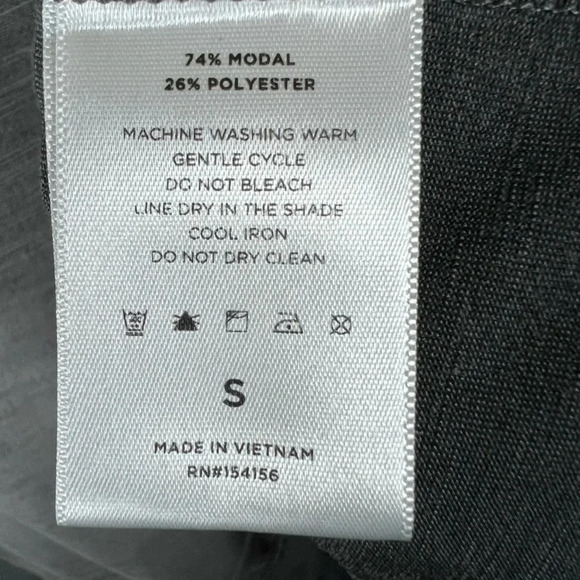 74% MODAL
26% POLYESTER
MACHINE WASHING WARM
GENTLE CYCLE
DO NOT BLEACH
LINE DRY IN THE SHADE
COOL IRON
DO NOT DRY CLEAN
S
MADE IN VIETNAM
RN#154156